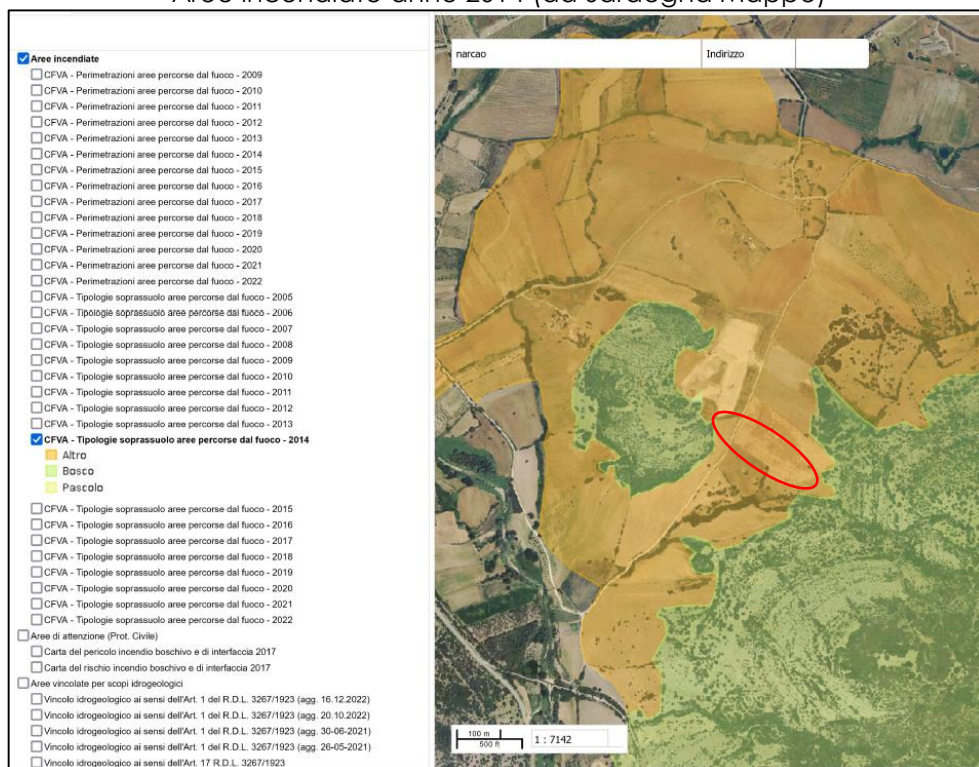 Aree incendiate anno 2014 (da Sardegna Mappe)
Aree incendiate
CFVA - Perimetrazioni aree percorse dal fuoco - 2009
CFVA - Perimetrazioni aree percorse dal fuoco - 2010
CFVA - Perimetrazioni aree percorse dal fuoco - 2011
CFVA - Perimetrazioni aree percorse dal fuoco - 2012
CFVA - Perimetrazioni aree percorse dal fuoco - 2013
CFVA - Perimetrazioni aree percorse dal fuoco - 2014
CFVA - Perimetrazioni aree percorse dal fuoco - 2015
CFVA - Perimetrazioni aree percorse dal fuoco - 2016
CFVA - Perimetrazioni aree percorse dal fuoco - 2017
CFVA - Perimetrazioni aree percorse dal fuoco - 2018
CFVA - Perimetrazioni aree percorse dal fuoco - 2019
CFVA - Perimetrazioni aree percorse dal fuoco - 2020
CFVA - Perimetrazioni aree percorse dal fuoco - 2021
CFVA - Perimetrazioni aree percorse dal fuoco - 2022
CFVA - Tipologie soprassuolo aree percorse dal fuoco - 2005
CFVA - Tipologie soprassuolo aree percorse dal fuoco - 2006
CFVA - Tipologie soprassuolo aree percorse dal fuoco - 2007
CFVA - Tipologie soprassuolo aree percorse dal fuoco - 2008
CFVA - Tipologie soprassuolo aree percorse dal fuoco - 2009
CFVA - Tipologie soprassuolo aree percorse dal fuoco - 2010
CFVA - Tipologie soprassuolo aree percorse dal fuoco - 2011
CFVA - Tipologie soprassuolo aree percorse dal fuoco - 2012
CFVA - Tipologie soprassuolo aree percorse dal fuoco - 2013
CFVA - Tipologie soprassuolo aree percorse dal fuoco - 2014
Altro
Bosco
Pascolo
CFVA - Tipologie soprassuolo aree percorse dal fuoco - 2015
CFVA - Tipologie soprassuolo aree percorse dal fuoco - 2016
CFVA - Tipologie soprassuolo aree percorse dal fuoco - 2017
CFVA - Tipologie soprassuolo aree percorse dal fuoco - 2018
CFVA - Tipologie soprassuolo aree percorse dal fuoco - 2019
CFVA - Tipologie soprassuolo aree percorse dal fuoco - 2020
CFVA - Tipologie soprassuolo aree percorse dal fuoco - 2021
CFVA - Tipologie soprassuolo aree percorse dal fuoco - 2022
Aree di attenzione (Prot. Civile)
Carta del pericolo incendio boschivo e di interfaccia 2017
Carta del rischio incendio boschivo e di interfaccia 2017
Aree vincolate per scopi idrogeologici
Vincolo idrogeologico ai sensi dell'Art. 1 del R.D.L. 3267/1923 (agg. 16.12.2022)
Vincolo idrogeologico ai sensi dell'Art. 1 del R.D.L. 3267/1923 (agg. 20.10.2022)
Vincolo idrogeologico ai sensi dell'Art. 1 del R.D.L. 3267/1923 (agg. 30-06-2021)
Vincolo idrogeologico ai sensi dell'Art. 1 del R.D.L. 3267/1923 (agg. 26-05-2021)
Vincolo idrogeologico ai sensi dell'Art. 17 R.D.L. 3267/1923
narcao Indirizzo
100 m
500 ft
1 : 7142